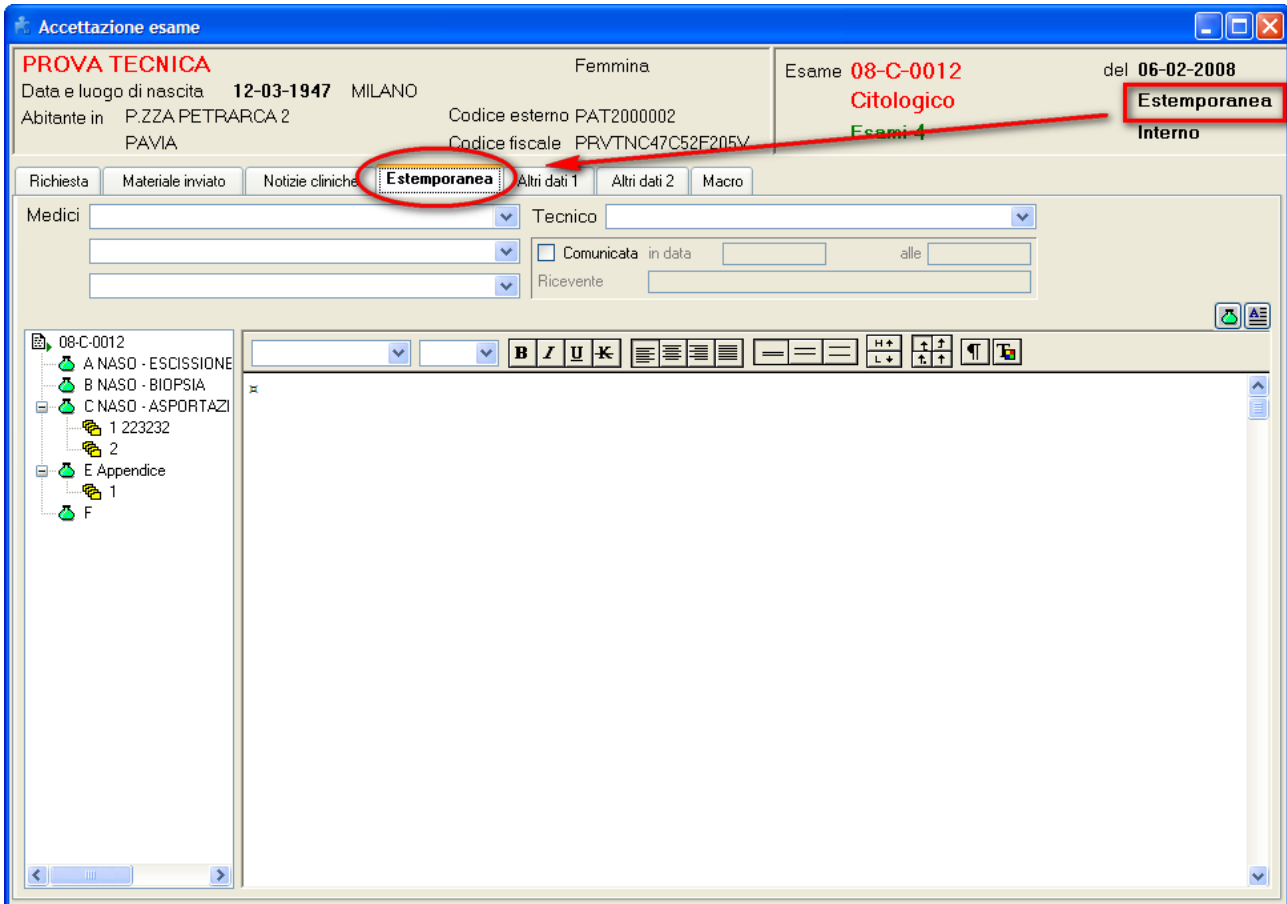 Accettazione esame
PROVA TECNICA Femmina
Data e luogo di nascita 12-03-1947 MILANO
Abitante in P.ZZA PETRARCA 2 Codice esterno PAT2000002
PAVIA Codice fiscale PRVTNC47C52F205V
Esame 08-C-0012 del 06-02-2008
Citologico Estemporanea
Esami 4 Interno
Richiesta Materiale inviato Notizie cliniche Estemporanea Altri dati 1 Altri dati 2 Macro
Medici Tecnico
Comunicata in data alle
Ricevente
08-C-0012
A NASO - ESCISSIONE
B NASO - BIOPSIA
C NASO - ASPORTAZI
1 223232
2
E Appendice
1
F
B I U K
H
L
¶ T
¤